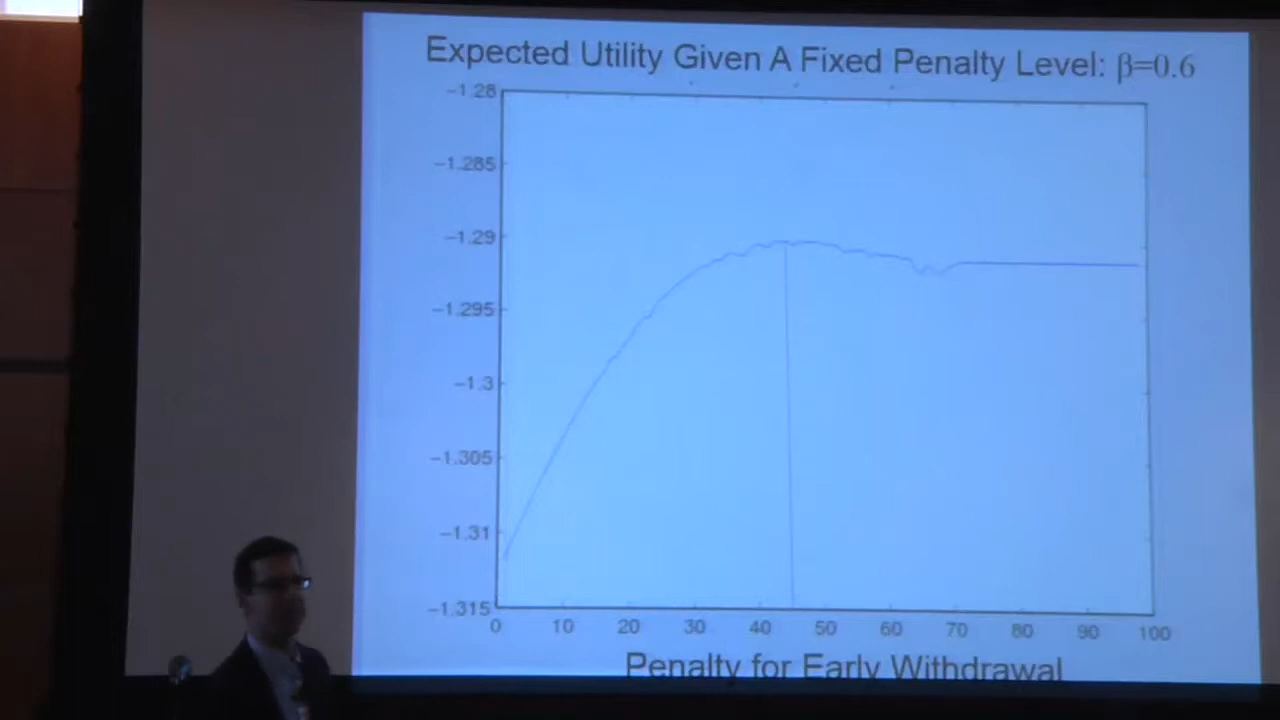 Expected Utility Given A Fixed Penalty Level: β=0.6
−1.28
−1.285
−1.29
−1.295
−1.3
−1.305
−1.31
−1.315
0 10 20 30 40 50 60 70 80 90 100
Penalty for Early Withdrawal